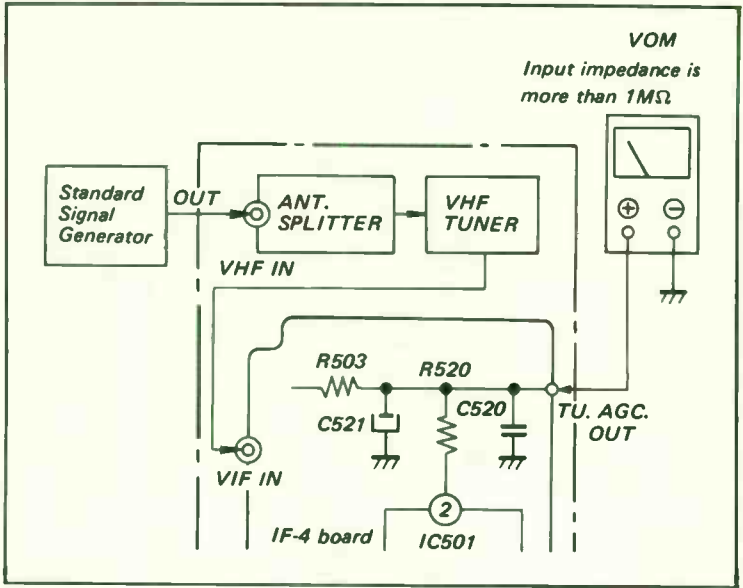 VOM
Input impedance is
more than 1MΩ
Standard
Signal
Generator
OUT
ANT.
SPLITTER
VHF
TUNER
⊕ ⊖
VHF IN
R503
R520
C521
C520
TU. AGC.
OUT
VIF IN
2
IF-4 board
IC501